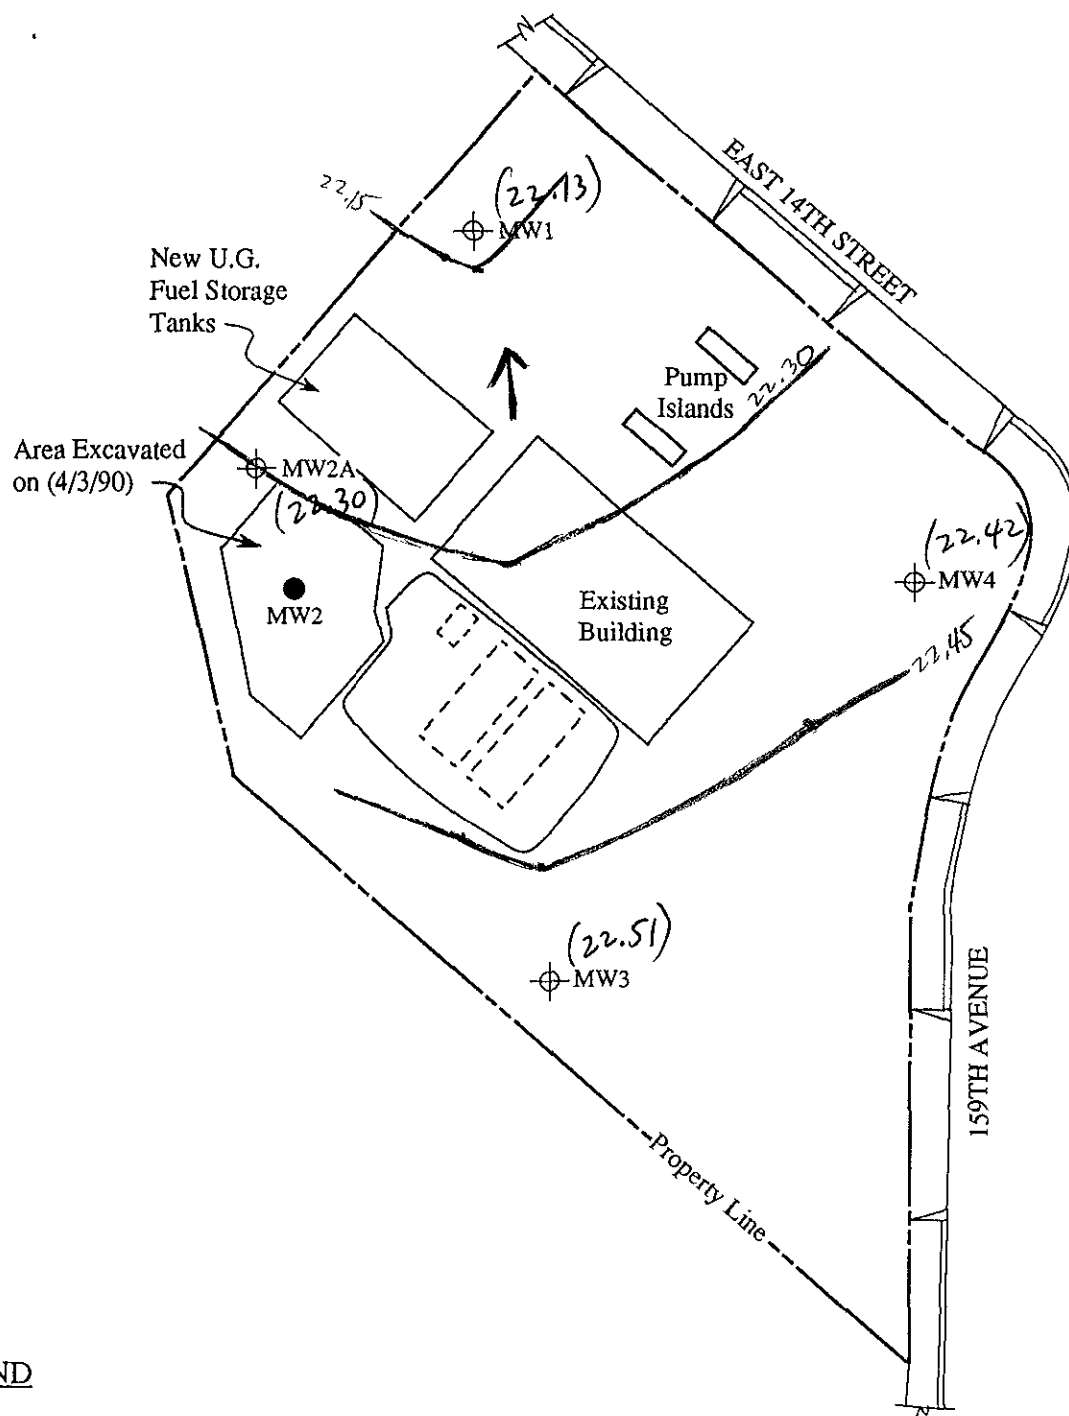 EAST 14TH STREET
22.15
(22.13)
MW1
New U.G.
Fuel Storage
Tanks
Pump
Islands
22.30
Area Excavated
on (4/3/90)
MW2A
(22.30)
(22.42)
MW4
MW2
Existing
Building
22.45
(22.51)
MW3
159TH AVENUE
Property Line
ND